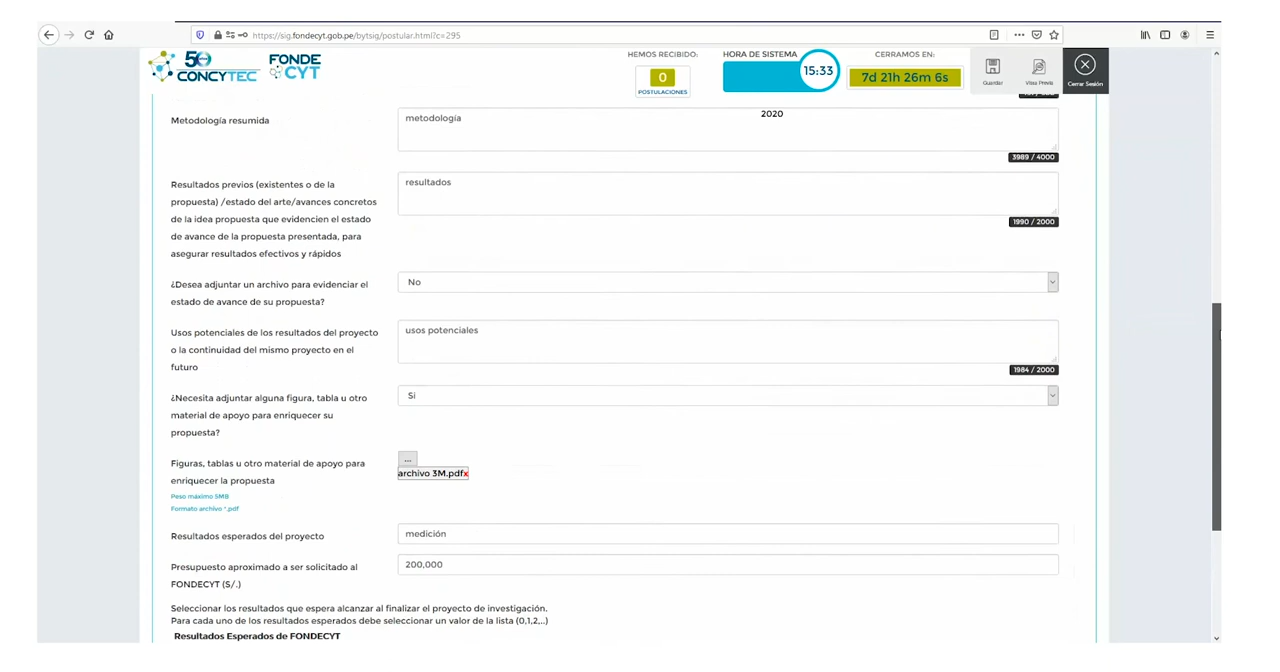 https://sig.fondecyt.gob.pe/bytsig/postular.html?c=295
50
CONCYTEC
FONDE
CYT
HEMOS RECIBIDO:
0
POSTULACIONES
HORA DE SISTEMA
15:33
CERRAMOS EN:
7d 21h 26m 6s
Guardar
Vista Previa
Cerrar Sesión
2020
Metodología resumida
metodología
3989 / 4000
Resultados previos (existentes o de la
propuesta) /estado del arte/avances concretos
de la idea propuesta que evidencien el estado
de avance de la propuesta presentada, para
asegurar resultados efectivos y rápidos
resultados
1990 / 2000
¿Desea adjuntar un archivo para evidenciar el
estado de avance de su propuesta?
No
Usos potenciales de los resultados del proyecto
o la continuidad del mismo proyecto en el
futuro
usos potenciales
1984 / 2000
¿Necesita adjuntar alguna figura, tabla u otro
material de apoyo para enriquecer su
propuesta?
Si
Figuras, tablas u otro material de apoyo para
enriquecer la propuesta
Peso máximo 5MB
Formato archivo *.pdf
...
archivo 3M.pdfx
Resultados esperados del proyecto
medición
Presupuesto aproximado a ser solicitado al
FONDECYT (S/.)
200,000
Seleccionar los resultados que espera alcanzar al finalizar el proyecto de investigación.
Para cada uno de los resultados esperados debe seleccionar un valor de la lista (0,1,2,..)
Resultados Esperados de FONDECYT